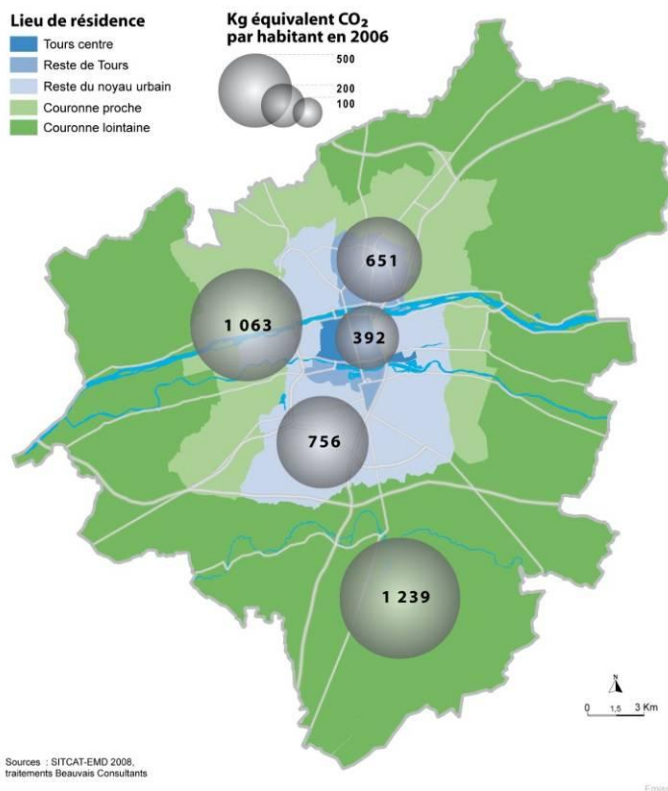 Lieu de résidence
Tours centre
Reste de Tours
Reste du noyau urbain
Couronne proche
Couronne lointaine
Kg équivalent CO₂
par habitant en 2006
500
200
100
651
1 063
392
756
1 239
N
0 1,5 3 Km
Sources : SITCAT-EMD 2008,
traitements Beauvais Consultants